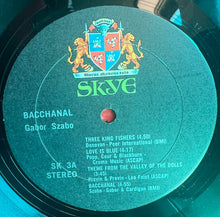 SKYE
BACCHANAL
Gabor Szabo
SK 3A
STEREO
THREE KING FISHERS (4.50)
Donovan - Peer International (BMI)
LOVE IS BLUE (4.17)
Popp, Cour & Blackburn
Croma Music (ASCAP)
THEME FROM THE VALLEY OF THE DOLLS
(3.45)
Previn & Previn - Leo Feist (ASCAP)
BACCHANAL (4.55)
Szabo - Gabor & Cardigan (BMI)